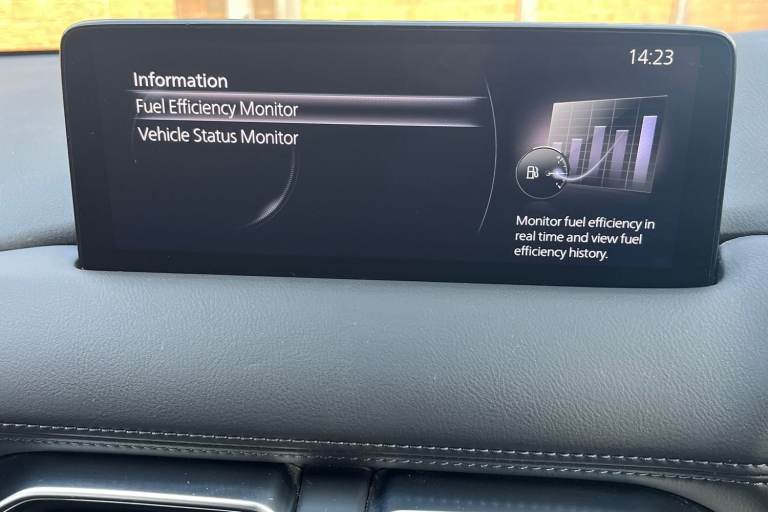 14:23
Information
Fuel Efficiency Monitor
Vehicle Status Monitor
Monitor fuel efficiency in
real time and view fuel
efficiency history.